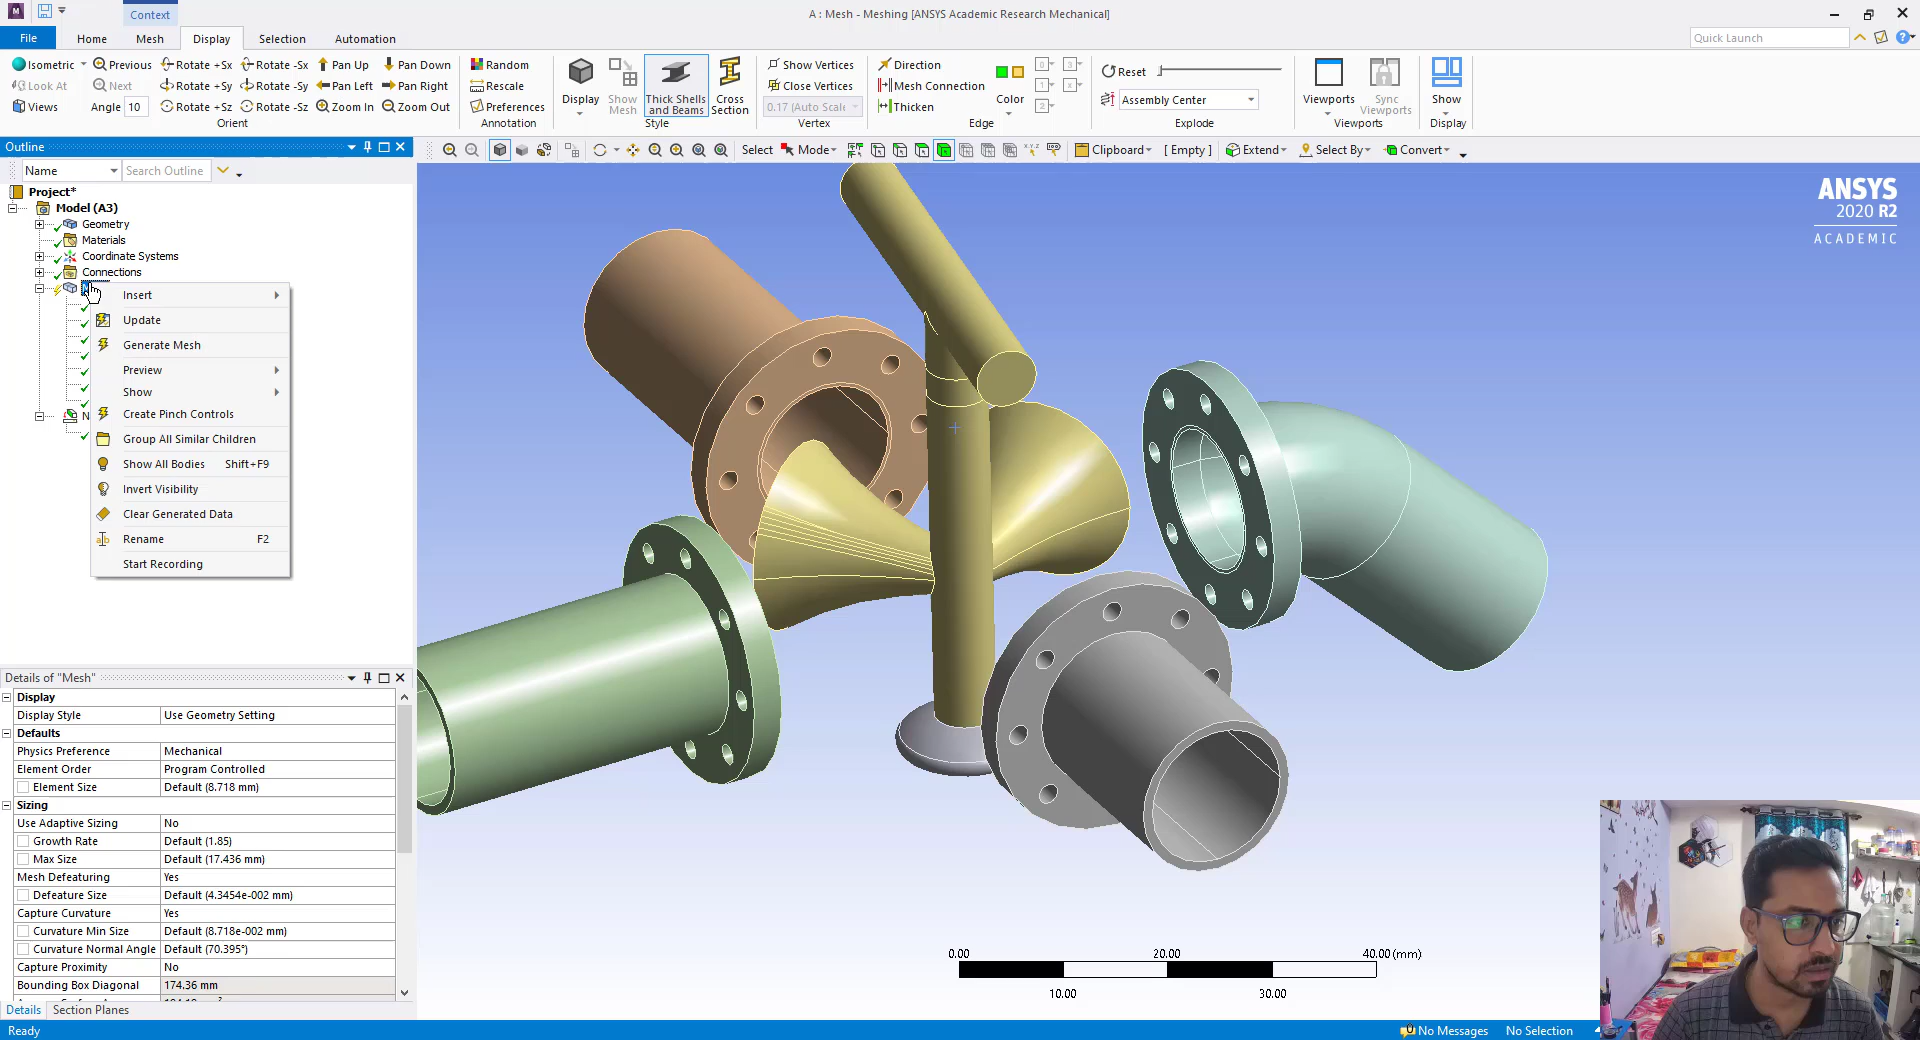 Context
A : Mesh - Meshing [ANSYS Academic Research Mechanical]
File Home Mesh Display Selection Automation
Quick Launch
Isometric Previous Rotate +Sx Rotate -Sx Pan Up Pan Down
Look At Next Rotate +Sy Rotate -Sy Pan Left Pan Right
Views Angle 10 Rotate +Sz Rotate -Sz Zoom In Zoom Out
Orient
Random
Rescale
Preferences
Annotation
Display
Show Mesh
Thick Shells and Beams
Cross Section
Style
Show Vertices
Close Vertices
0.17 (Auto Scale
Vertex
Direction
Mesh Connection
Thicken
Color
Edge
Reset
Assembly Center
Explode
Viewports
Sync Viewports
Viewports
Show
Display
Outline
Select Mode Clipboard [ Empty ] Extend Select By Convert
Name Search Outline
Project*
Model (A3)
Geometry
Materials
Coordinate Systems
Connections
Insert
Update
Generate Mesh
Preview
Show
Create Pinch Controls
Group All Similar Children
Show All Bodies Shift+F9
Invert Visibility
Clear Generated Data
Rename F2
Start Recording
ANSYS
2020 R2
ACADEMIC
Details of "Mesh"
Display
Display Style Use Geometry Setting
Defaults
Physics Preference Mechanical
Element Order Program Controlled
Element Size Default (8.718 mm)
Sizing
Use Adaptive Sizing No
Growth Rate Default (1.85)
Max Size Default (17.436 mm)
Mesh Defeaturing Yes
Defeature Size Default (4.3454e-002 mm)
Capture Curvature Yes
Curvature Min Size Default (8.718e-002 mm)
Curvature Normal Angle Default (70.395°)
Capture Proximity No
Bounding Box Diagonal 174.36 mm
Details Section Planes
0.00 20.00 40.00 (mm)
10.00 30.00
Ready
No Messages No Selection